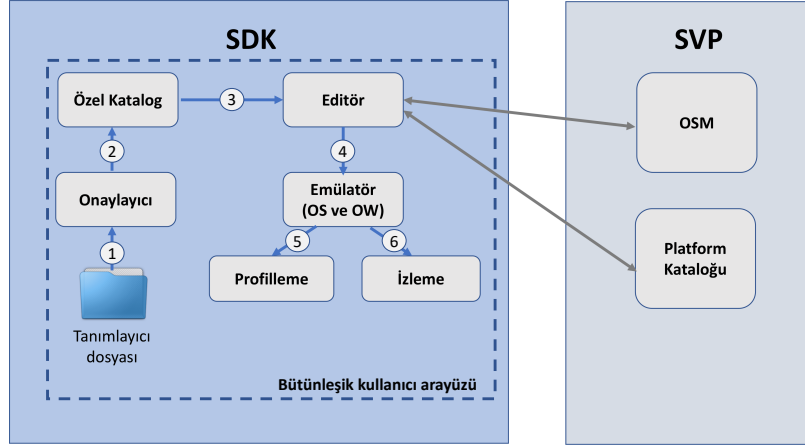 SDK
SVP
Özel Katalog
3
Editör
OSM
2
4
Onaylayıcı
Emülatör
(OS ve OW)
1
5
6
Platform
Kataloğu
Profilleme
İzleme
Tanımlayıcı
dosyası
Bütünleşik kullanıcı arayüzü